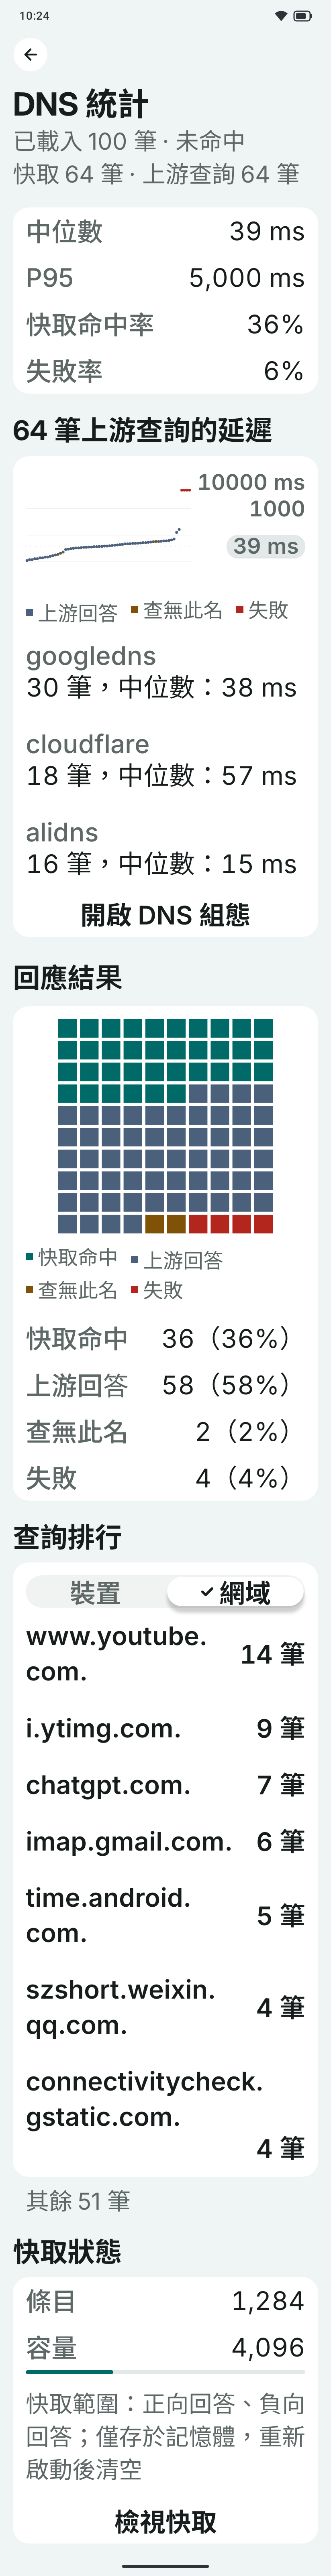 10:24
DNS 統計
已載入 100 筆 · 未命中
快取 64 筆 · 上游查詢 64 筆
中位數 39 ms
P95 5,000 ms
快取命中率 36%
失敗率 6%
64 筆上游查詢的延遲
10000 ms
1000
39 ms
上游回答 查無此名 失敗
googledns
30 筆，中位數：38 ms
cloudflare
18 筆，中位數：57 ms
alidns
16 筆，中位數：15 ms
開啟 DNS 組態
回應結果
快取命中 上游回答
查無此名 失敗
快取命中 36（36%）
上游回答 58（58%）
查無此名 2（2%）
失敗 4（4%）
查詢排行
裝置 網域
www.youtube.
com. 14 筆
i.ytimg.com. 9 筆
chatgpt.com. 7 筆
imap.gmail.com. 6 筆
time.android.
com. 5 筆
szshort.weixin.
qq.com. 4 筆
connectivitycheck.
gstatic.com.
4 筆
其餘 51 筆
快取狀態
條目 1,284
容量 4,096
快取範圍：正向回答、負向
回答；僅存於記憶體，重新
啟動後清空
檢視快取